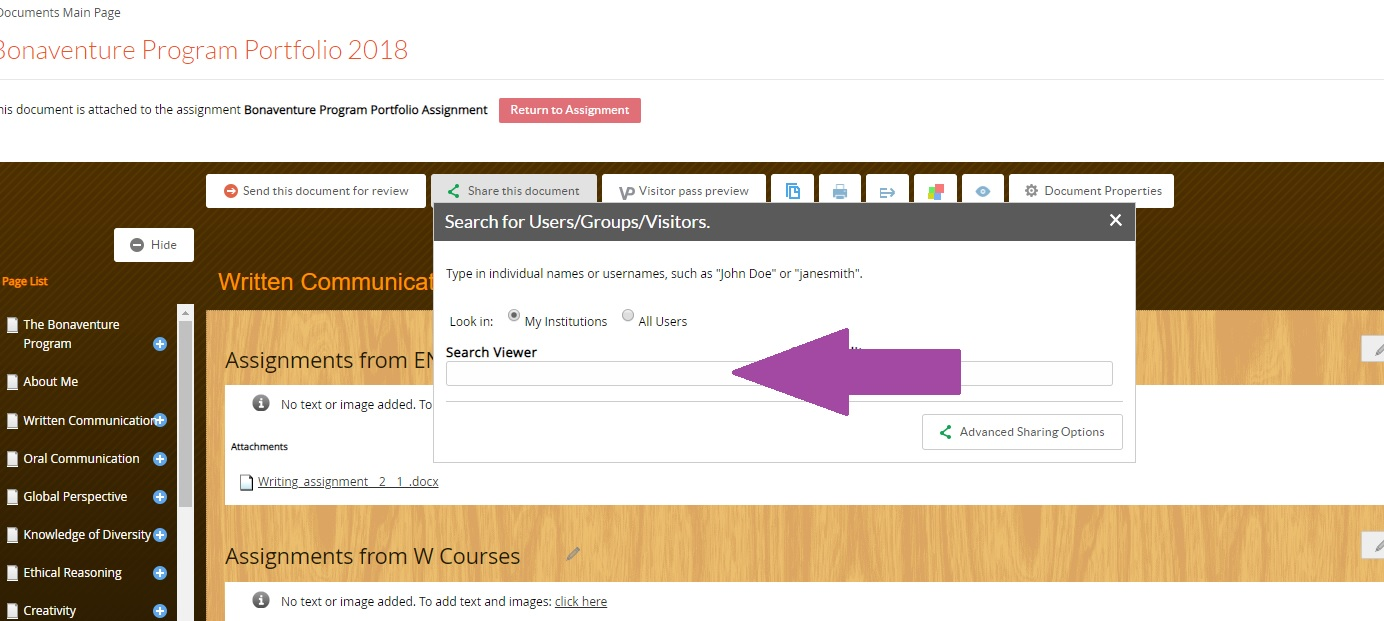 Documents Main Page
Bonaventure Program Portfolio 2018
his document is attached to the assignment Bonaventure Program Portfolio Assignment Return to Assignment
Send this document for review Share this document Visitor pass preview Document Properties
Search for Users/Groups/Visitors.
Hide
Type in individual names or usernames, such as "John Doe" or "janesmith".
Page List
Written Communicat
Look in: My Institutions All Users
The Bonaventure
Program
Search Viewer
Assignments from EN
About Me
No text or image added. To
Written Communication
Advanced Sharing Options
Attachments
Oral Communication
Writing_assignment__2__1_.docx
Global Perspective
Knowledge of Diversity
Assignments from W Courses
Ethical Reasoning
No text or image added. To add text and images: click here
Creativity